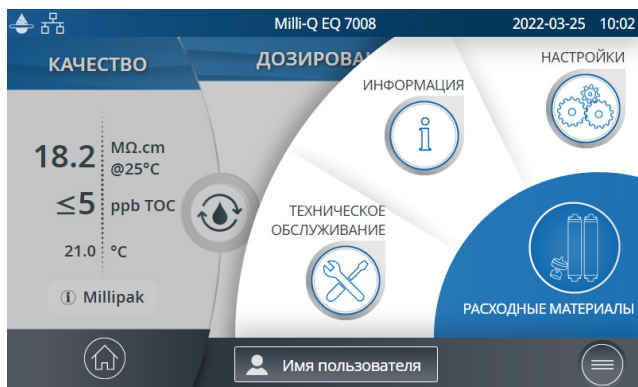 Milli-Q EQ 7008
2022-03-25 10:02
КАЧЕСТВО
ДОЗИРОВА
ИНФОРМАЦИЯ
НАСТРОЙКИ
18.2 MΩ.cm
@25°C
≤5 ppb TOC
21.0 °C
Millipak
ТЕХНИЧЕСКОЕ
ОБСЛУЖИВАНИЕ
РАСХОДНЫЕ МАТЕРИАЛЫ
Имя пользователя